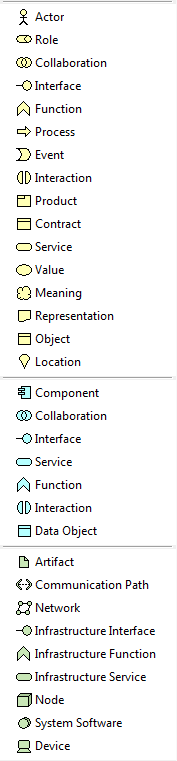 Actor
Role
Collaboration
Interface
Function
Process
Event
Interaction
Product
Contract
Service
Value
Meaning
Representation
Object
Location
Component
Collaboration
Interface
Service
Function
Interaction
Data Object
Artifact
Communication Path
Network
Infrastructure Interface
Infrastructure Function
Infrastructure Service
Node
System Software
Device